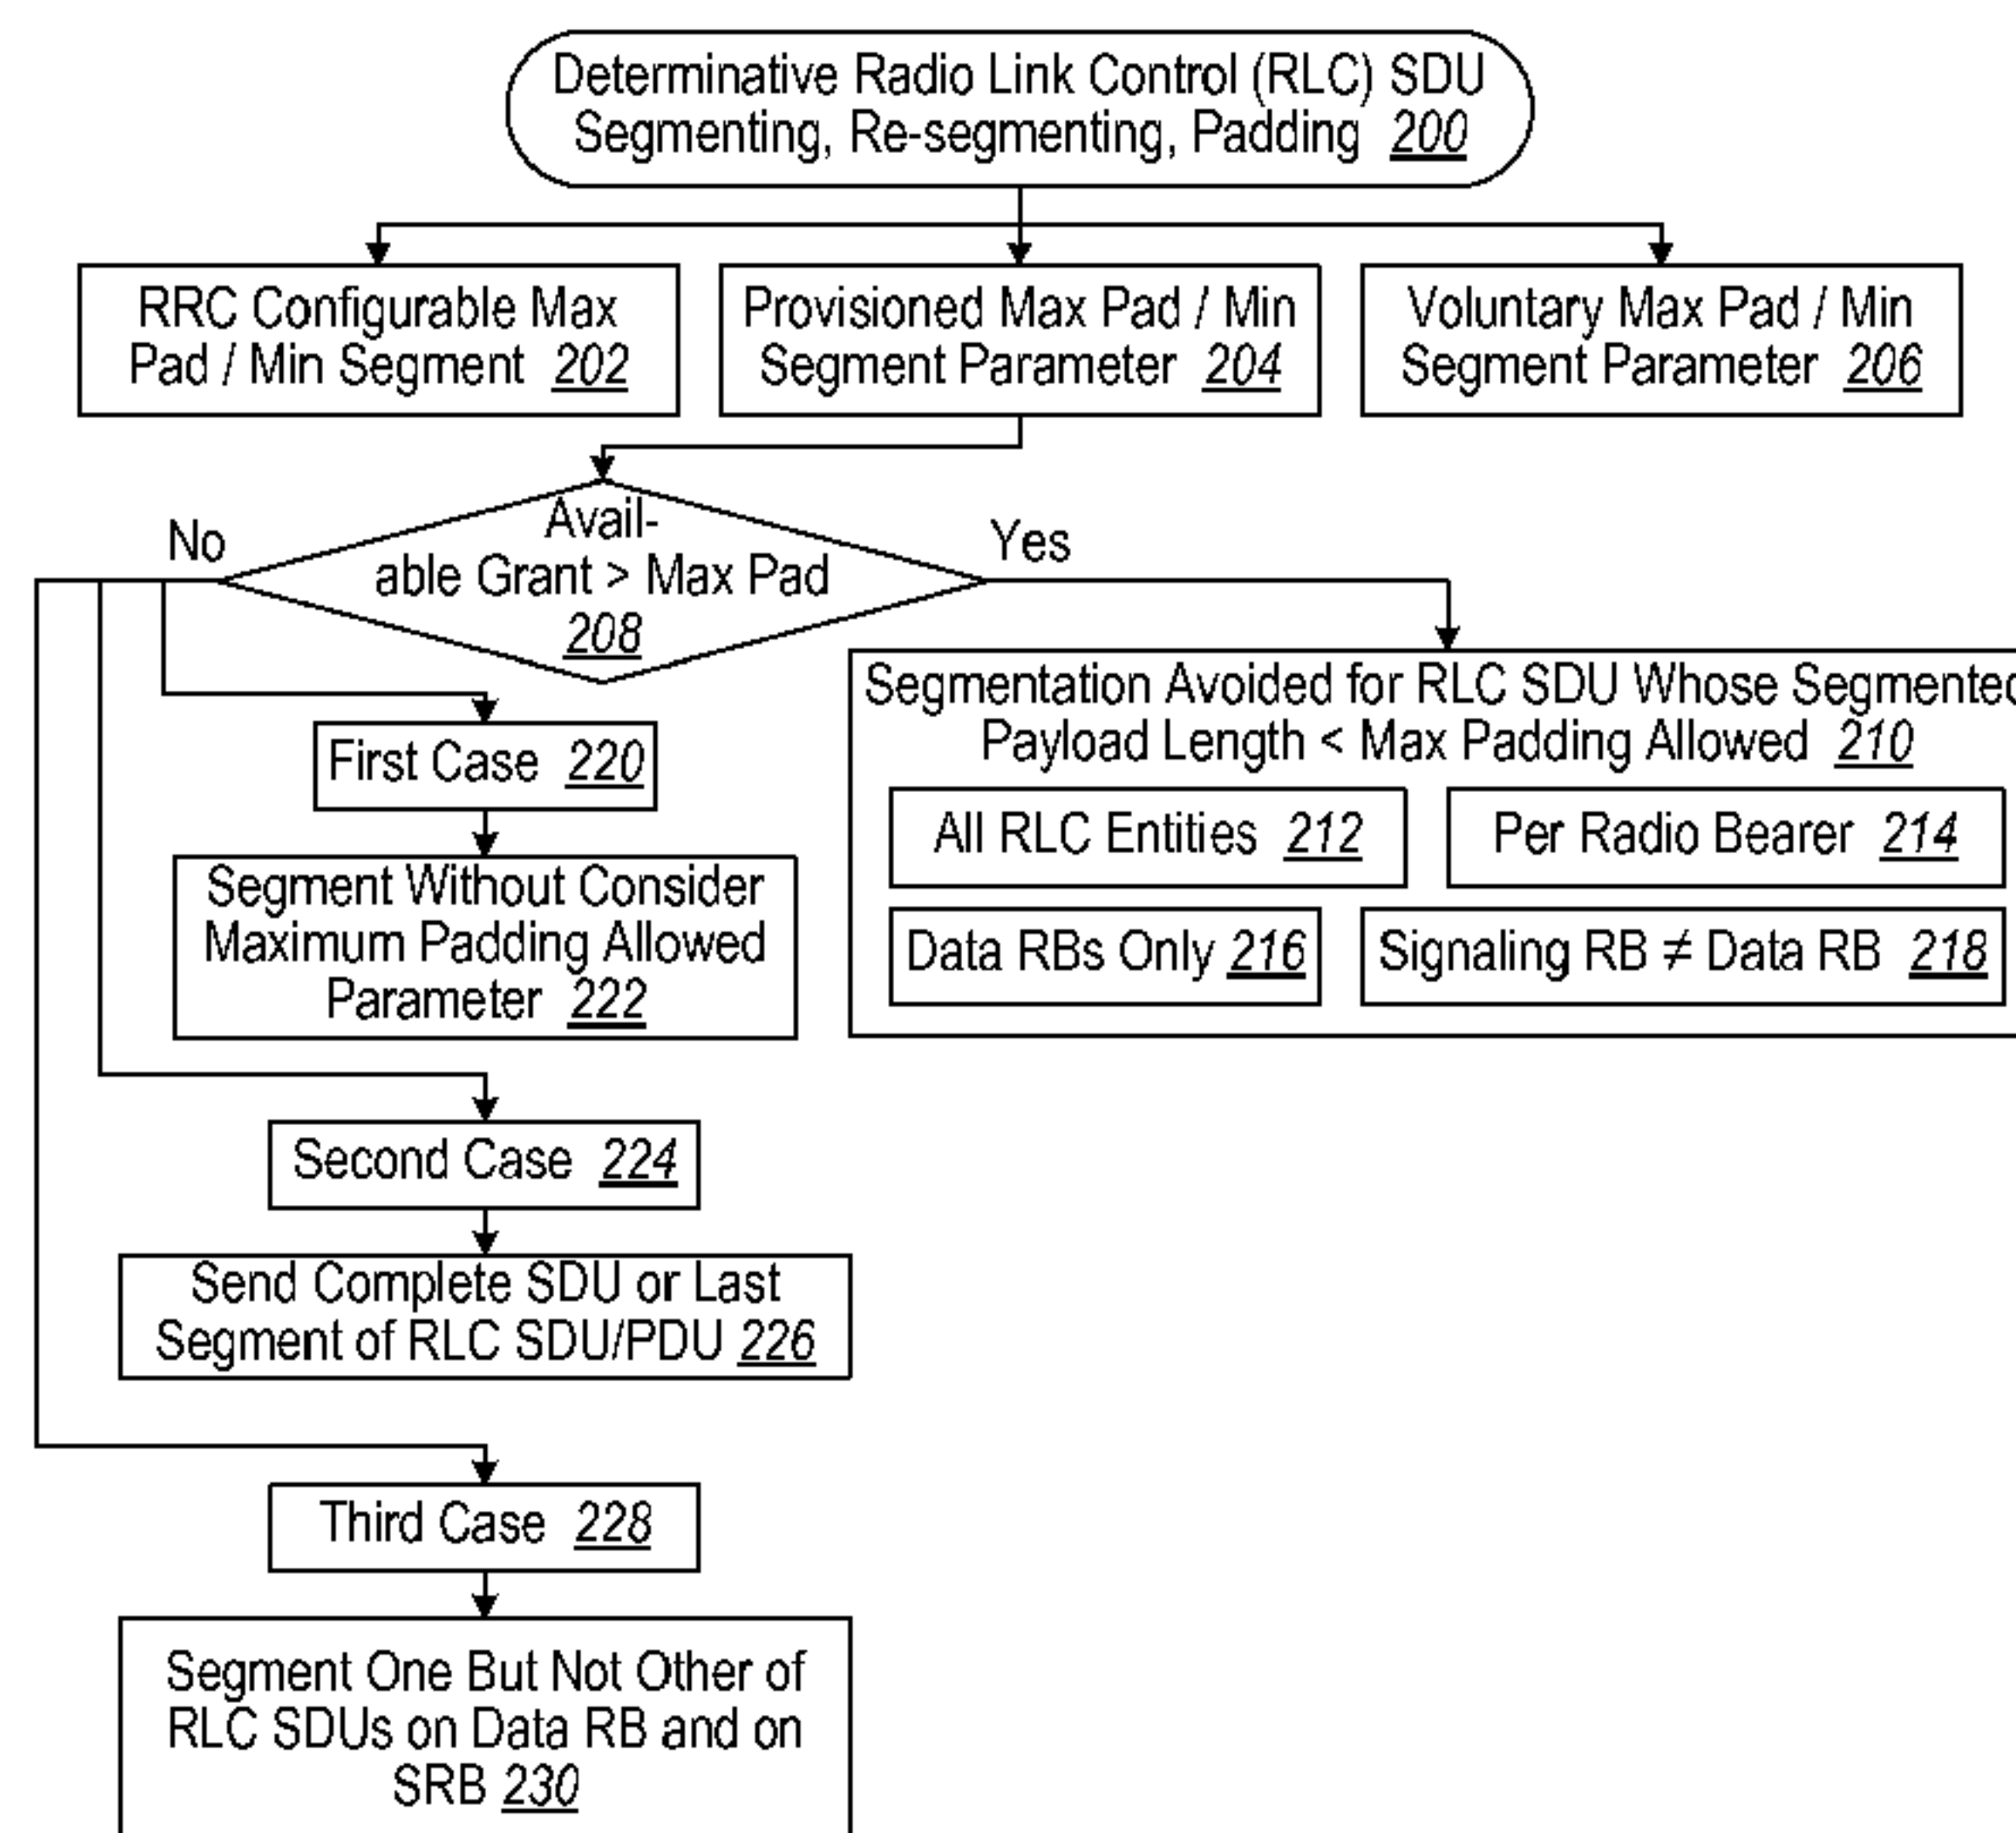 Determinative Radio Link Control (RLC) SDU
Segmenting, Re-segmenting, Padding 200
RRC Configurable Max
Pad / Min Segment 202
Provisioned Max Pad / Min
Segment Parameter 204
Voluntary Max Pad / Min
Segment Parameter 206
Avail-
able Grant > Max Pad
208
No
Yes
Segmentation Avoided for RLC SDU Whose Segmented
Payload Length < Max Padding Allowed 210
All RLC Entities 212
Per Radio Bearer 214
Data RBs Only 216
Signaling RB ≠ Data RB 218
First Case 220
Segment Without Consider
Maximum Padding Allowed
Parameter 222
Second Case 224
Send Complete SDU or Last
Segment of RLC SDU/PDU 226
Third Case 228
Segment One But Not Other of
RLC SDUs on Data RB and on
SRB 230